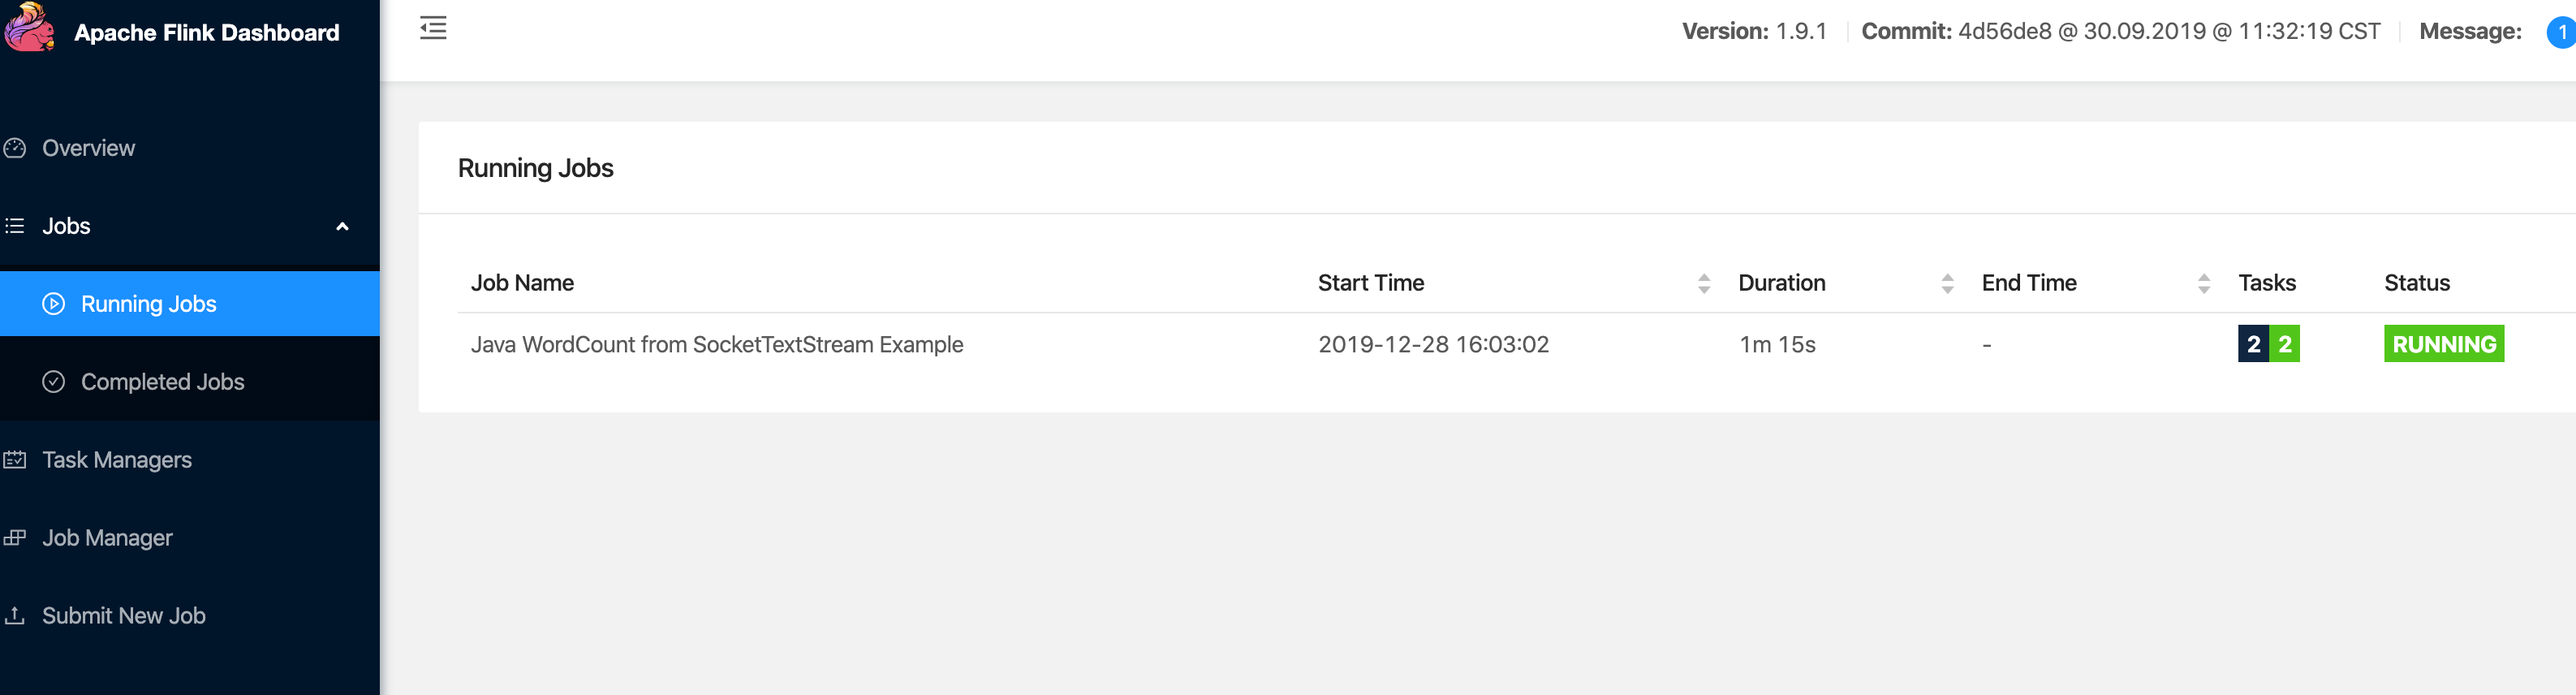 Apache Flink Dashboard
Version: 1.9.1 Commit: 4d56de8 @ 30.09.2019 @ 11:32:19 CST Message: 1
Overview
Jobs
Running Jobs
Completed Jobs
Task Managers
Job Manager
Submit New Job
Running Jobs
Job Name Start Time Duration End Time Tasks Status
Java WordCount from SocketTextStream Example 2019-12-28 16:03:02 1m 15s - 2 2 RUNNING